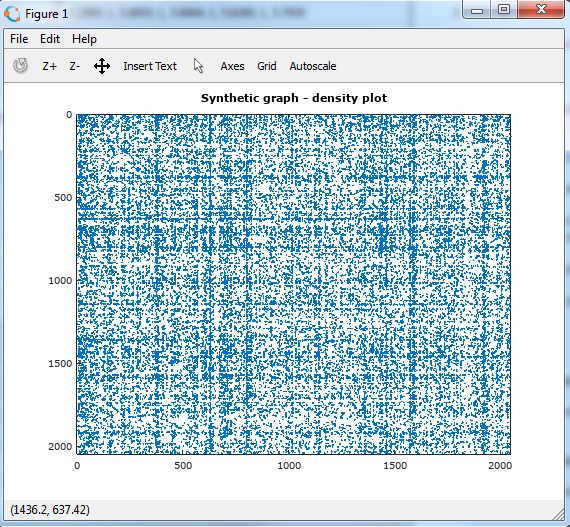 Figure 1
File Edit Help
Z+ Z- Insert Text Axes Grid Autoscale
Synthetic graph - density plot
0
500
1000
1500
2000
0 500 1000 1500 2000
(1436.2, 637.42)